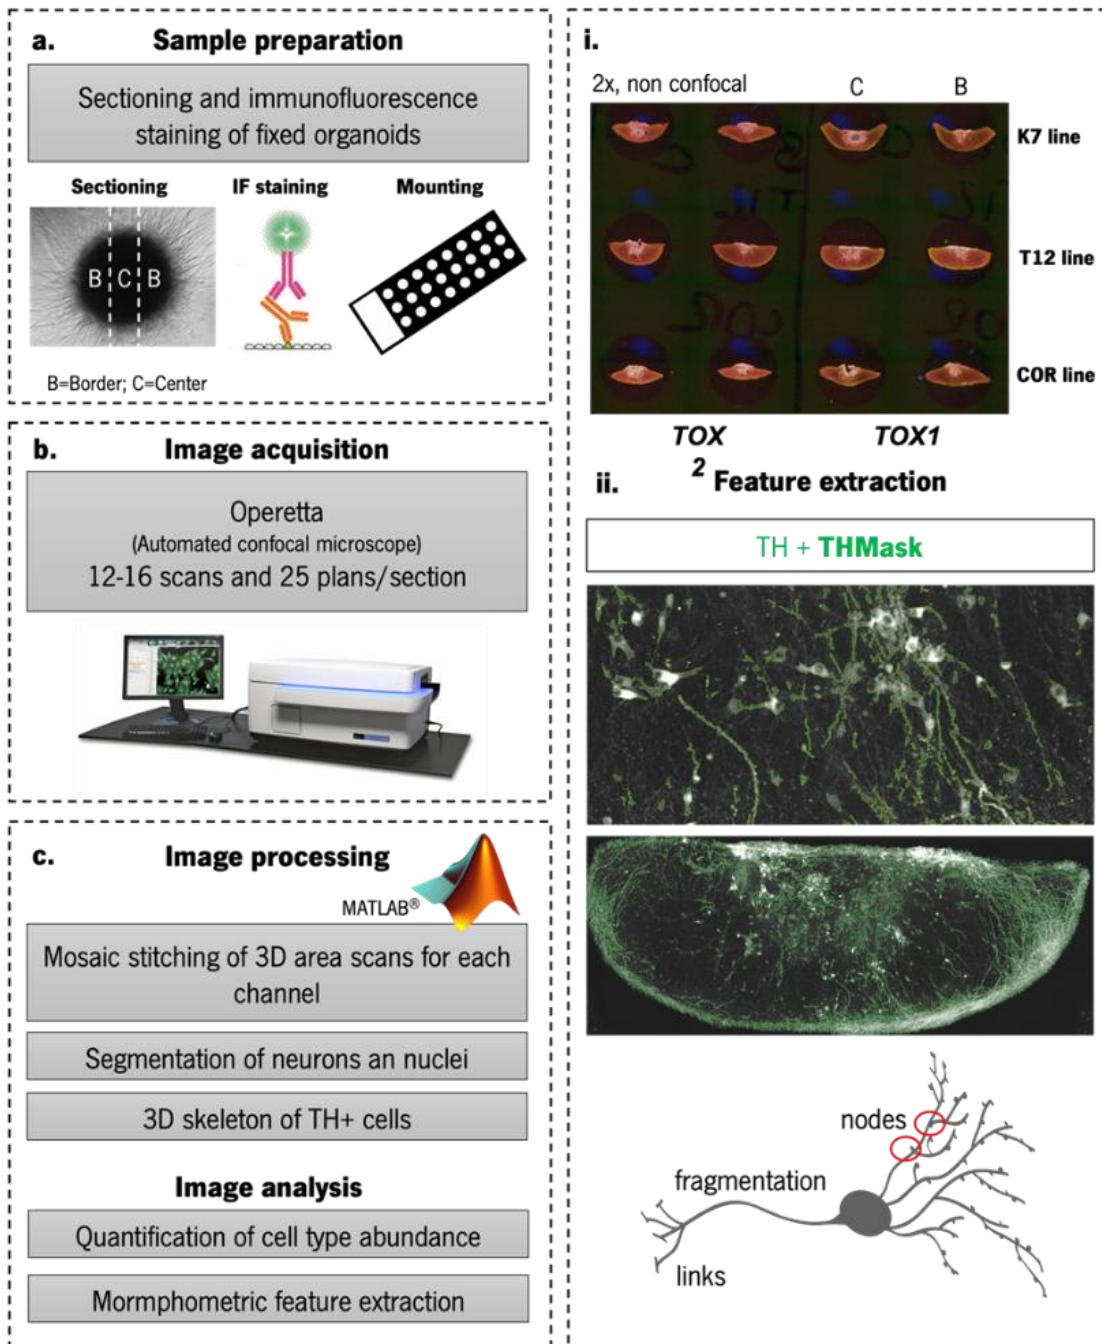 a. Sample preparation
Sectioning and immunofluorescence
staining of fixed organoids
Sectioning IF staining Mounting
B C B
B=Border; C=Center
b. Image acquisition
Operetta
(Automated confocal microscope)
12-16 scans and 25 plans/section
c. Image processing
MATLAB®
Mosaic stitching of 3D area scans for each
channel
Segmentation of neurons an nuclei
3D skeleton of TH+ cells
Image analysis
Quantification of cell type abundance
Mormphometric feature extraction
i.
2x, non confocal C B
K7 line
T12 line
COR line
TOX TOX1
2
ii. Feature extraction
TH + THMask
nodes
fragmentation
links